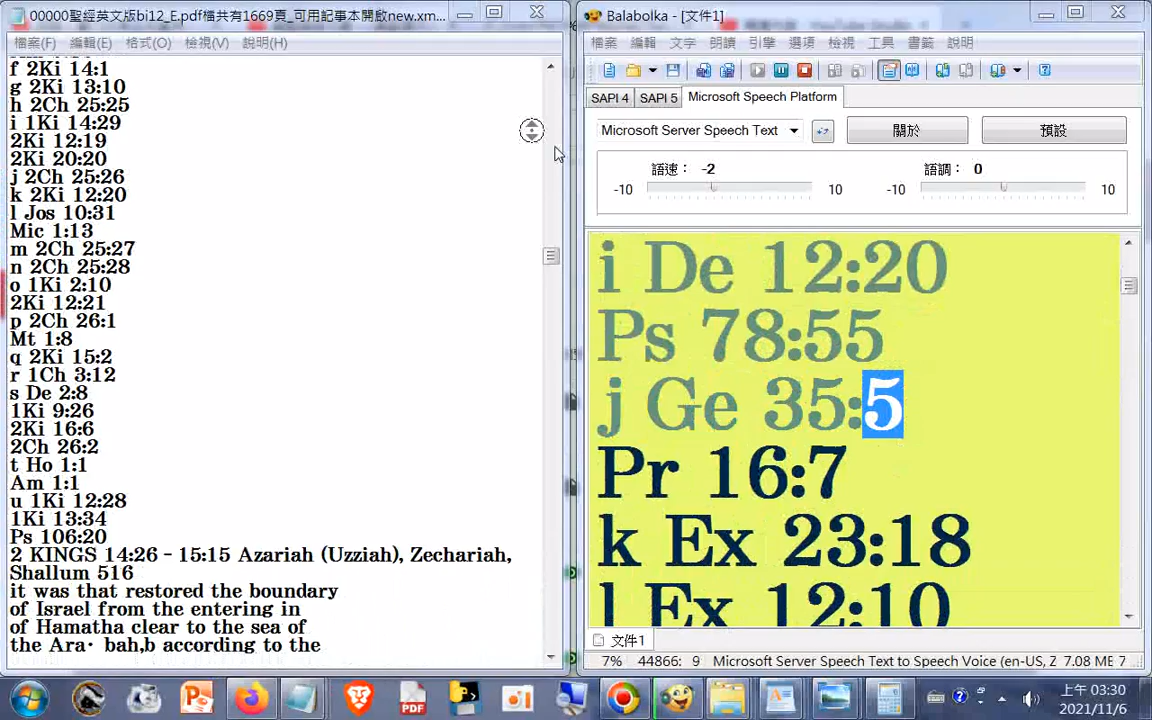 00000聖經英文版bi12_E.pdf檔共有1669頁_可用記事本開啟new.xm...
檔案(F) 編輯(E) 格式(O) 檢視(V) 說明(H)
f 2Ki 14:1
g 2Ki 13:10
h 2Ch 25:25
i 1Ki 14:29
2Ki 12:19
2Ki 20:20
j 2Ch 25:26
k 2Ki 12:20
l Jos 10:31
Mic 1:13
m 2Ch 25:27
n 2Ch 25:28
o 1Ki 2:10
2Ki 12:21
p 2Ch 26:1
Mt 1:8
q 2Ki 15:2
r 1Ch 3:12
s De 2:8
1Ki 9:26
2Ki 16:6
2Ch 26:2
t Ho 1:1
Am 1:1
u 1Ki 12:28
1Ki 13:34
Ps 106:20
2 KINGS 14:26 - 15:15 Azariah (Uzziah), Zechariah,
Shallum 516
it was that restored the boundary
of Israel from the entering in
of Hamatha clear to the sea of
the Ara· bah,b according to the
Balabolka - [文件1]
檔案 編輯 文字 朗讀 引擎 選項 檢視 工具 書籤 說明
SAPI 4 SAPI 5 Microsoft Speech Platform
Microsoft Server Speech Text 關於 預設
語速： -2 語調： 0
-10 10 -10 10
i De 12:20
Ps 78:55
j Ge 35:5
Pr 16:7
k Ex 23:18
l Ex 12:10
文件1
7% 44866: 9 Microsoft Server Speech Text to Speech Voice (en-US, Z 7.08 MB 7
上午 03:30
2021/11/6